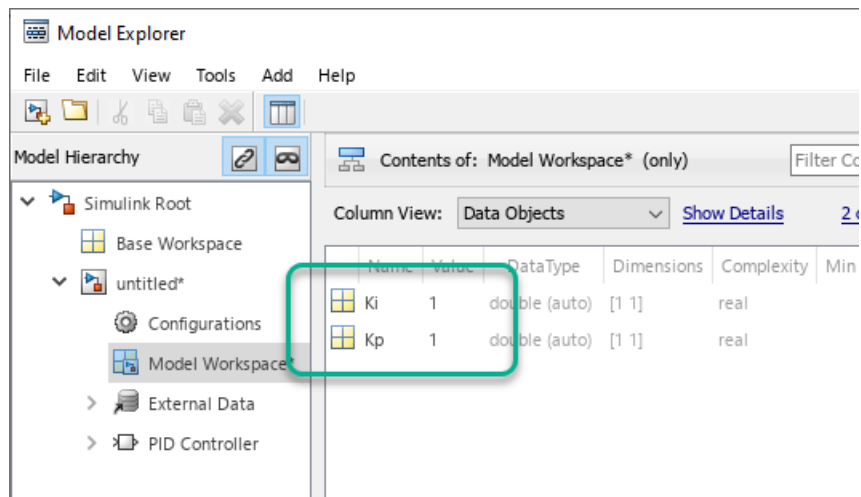 Model Explorer
File Edit View Tools Add Help
Model Hierarchy
Simulink Root
Base Workspace
untitled*
Configurations
Model Workspace*
External Data
PID Controller
Contents of: Model Workspace* (only) Filter Co
Column View: Data Objects Show Details 2 o
Name Value DataType Dimensions Complexity Min
Ki 1 double (auto) [1 1] real
Kp 1 double (auto) [1 1] real